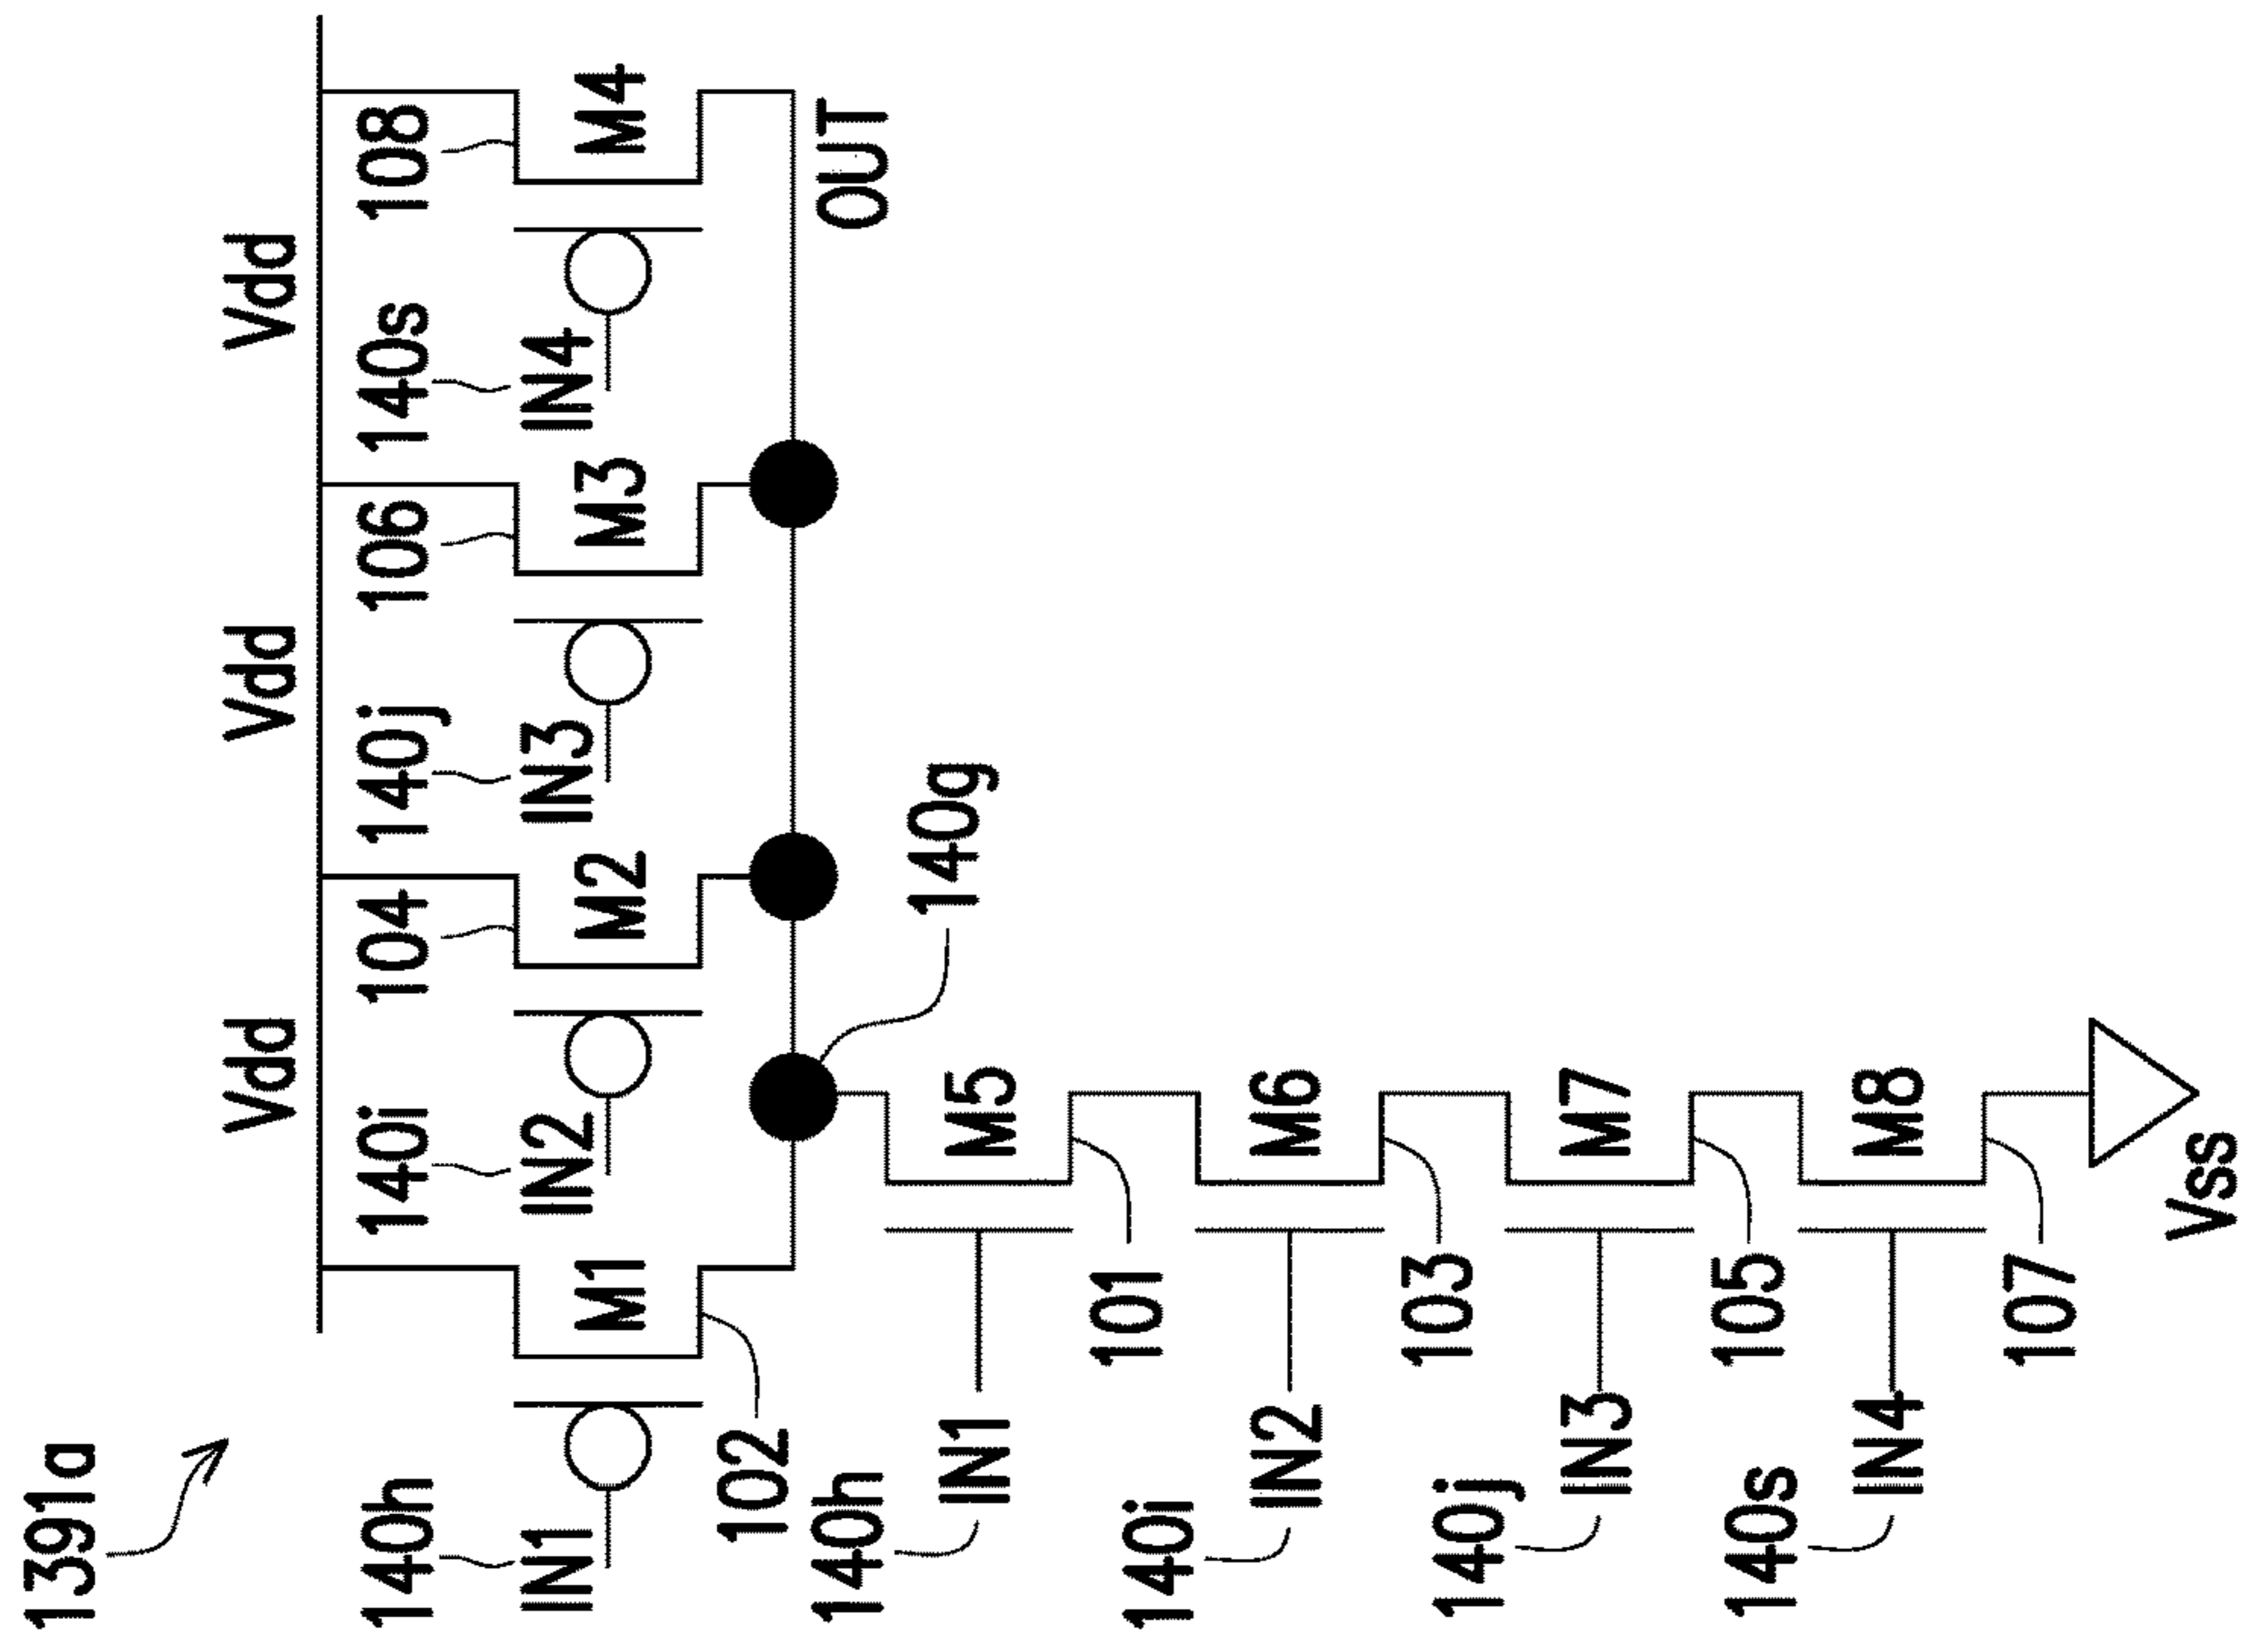 1391a
Vdd
Vdd
Vdd
140h
140i
104
140j
106
140s
108
IN1
M1
IN2
M2
IN3
M3
IN4
M4
102
OUT
140g
140h
IN1
M5
101
140i
IN2
M6
103
140j
IN3
M7
105
140s
IN4
M8
107
Vss